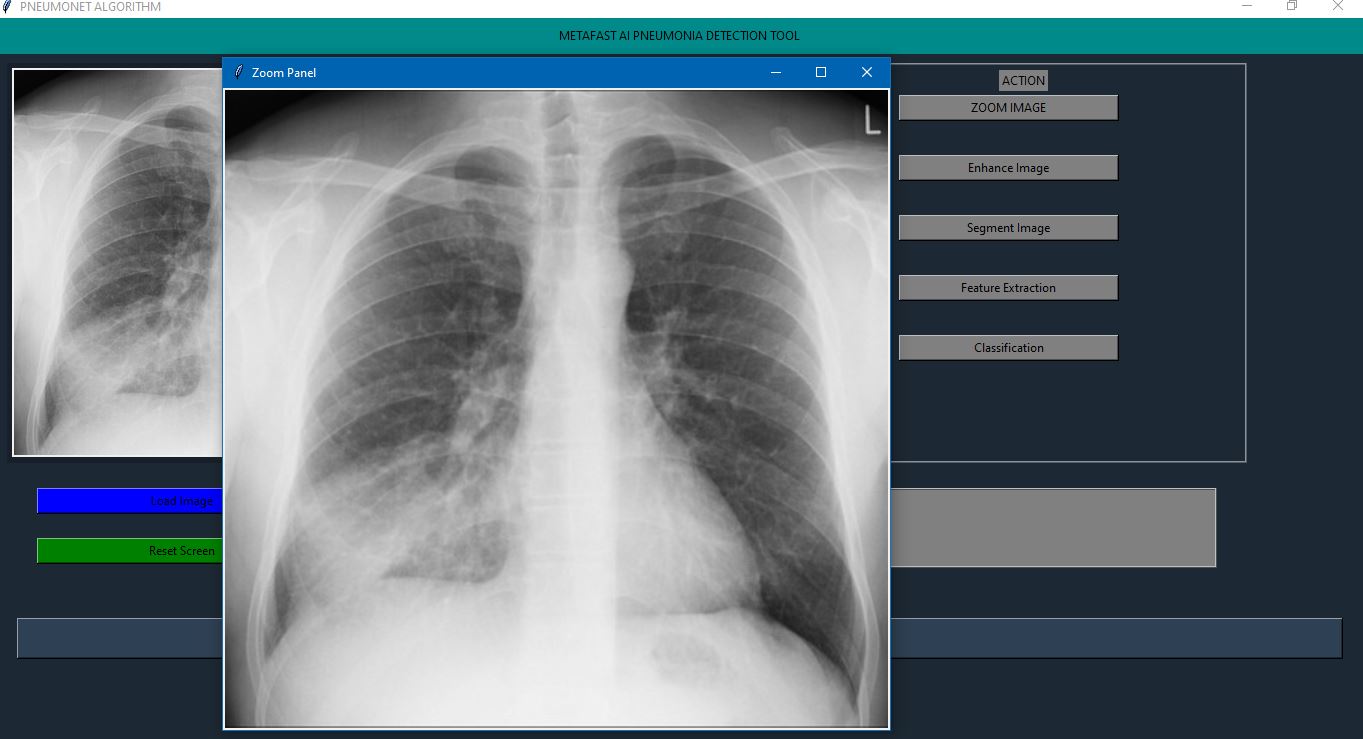 PNEUMONET ALGORITHM
METAFAST AI PNEUMONIA DETECTION TOOL
Zoom Panel
L
ACTION
ZOOM IMAGE
Enhance Image
Segment Image
Feature Extraction
Classification
Load Image
Reset Screen